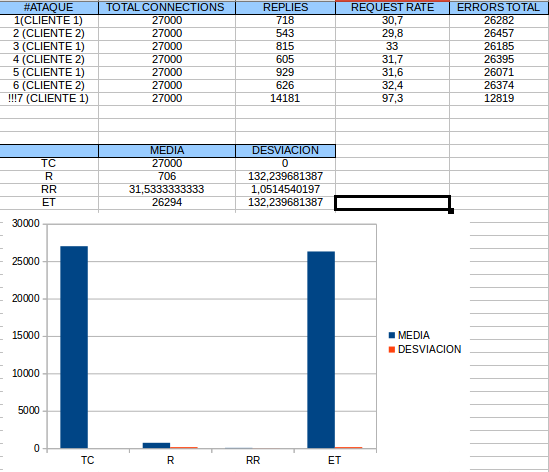 #ATAQUE TOTAL CONNECTIONS REPLIES REQUEST RATE ERRORS TOTAL
1(CLIENTE 1) 27000 718 30,7 26282
2 (CLIENTE 2) 27000 543 29,8 26457
3 (CLIENTE 1) 27000 815 33 26185
4 (CLIENTE 2) 27000 605 31,7 26395
5 (CLIENTE 1) 27000 929 31,6 26071
6 (CLIENTE 2) 27000 626 32,4 26374
!!!7 (CLIENTE 1) 27000 14181 97,3 12819
MEDIA DESVIACION
TC 27000 0
R 706 132,239681387
RR 31,5333333333 1,0514540197
ET 26294 132,239681387
30000
25000
20000
15000
10000
5000
0
MEDIA
DESVIACION
TC R RR ET